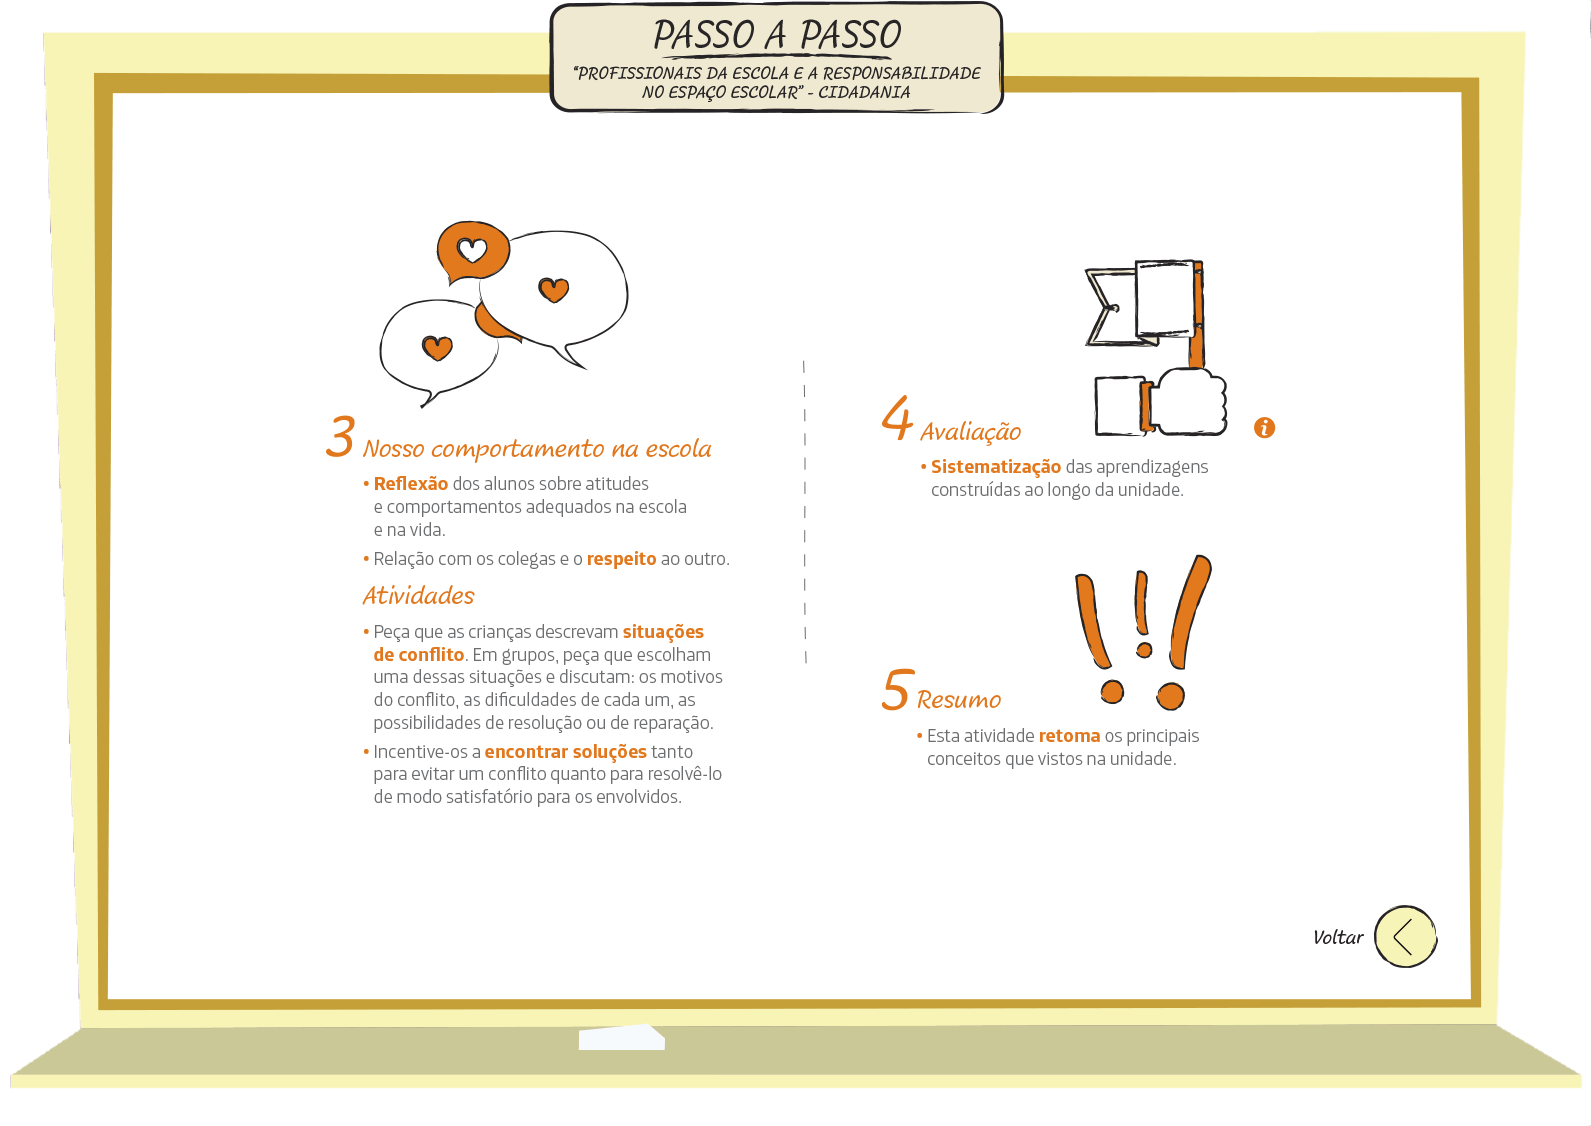 PASSO A PASSO
“PROFISSIONAIS DA ESCOLA E A RESPONSABILIDADE
NO ESPAÇO ESCOLAR” - CIDADANIA
3 Nosso comportamento na escola
• Reflexão dos alunos sobre atitudes
e comportamentos adequados na escola
e na vida.
• Relação com os colegas e o respeito ao outro.
Atividades
• Peça que as crianças descrevam situações
de conflito. Em grupos, peça que escolham
uma dessas situações e discutam: os motivos
do conflito, as dificuldades de cada um, as
possibilidades de resolução ou de reparação.
• Incentive-os a encontrar soluções tanto
para evitar um conflito quanto para resolvê-lo
de modo satisfatório para os envolvidos.
4 Avaliação
i
• Sistematização das aprendizagens
construídas ao longo da unidade.
5 Resumo
• Esta atividade retoma os principais
conceitos que vistos na unidade.
Voltar